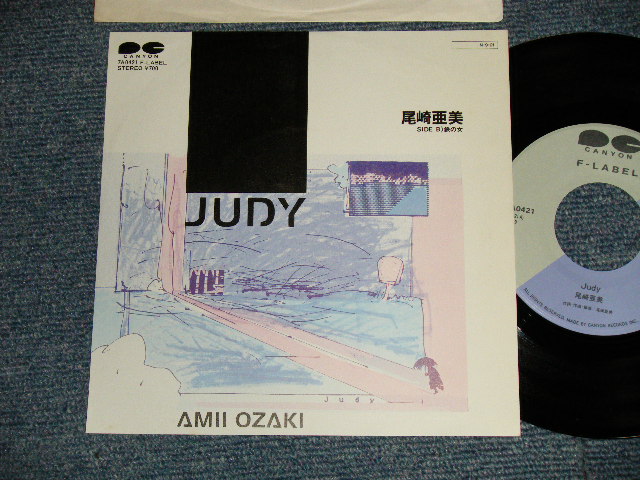 CANYON
7A0421 F-LABEL
STEREO ¥700
尾崎亜美
SIDE B) 鏡の女
JUDY
Judy
AMII OZAKI
CANYON
F-LABEL
Judy
尾崎亜美